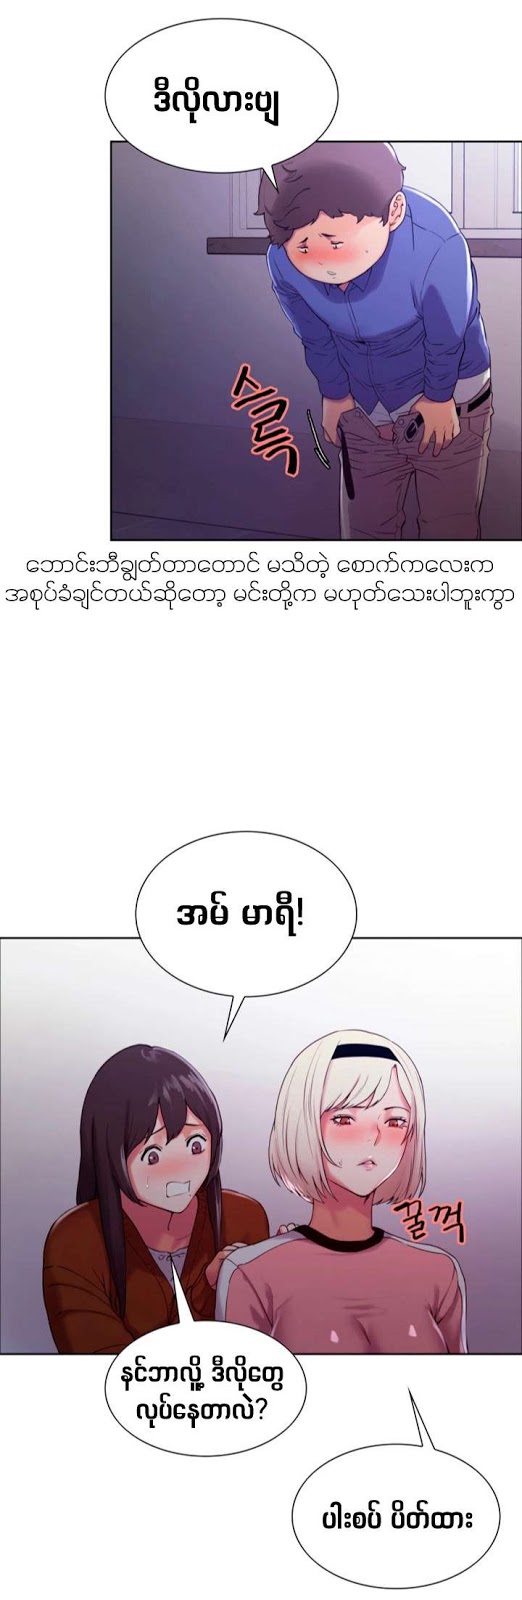 ဒီလိုလားဗျ
스륵
ဘောင်းဘီချွတ်တာတောင် မသိတဲ့ စောက်ကလေးက
အစုပ်ခံချင်တယ်ဆိုတော့ မင်းတို့က မဟုတ်သေးပါဘူးကွာ
အမ် မာရီ!
꿀꺽
နင်ဘာလို့ ဒီလိုတွေ
လုပ်နေတာလဲ?
ပါးစပ် ပိတ်ထား